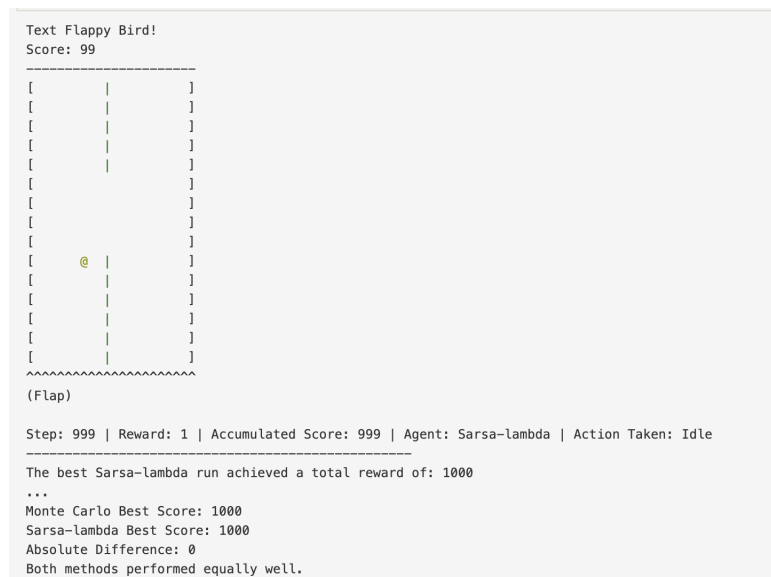 Text Flappy Bird!
Score: 99
----------------------
[         |          ]
[         |          ]
[         |          ]
[         |          ]
[         |          ]
[                    ]
[                    ]
[                    ]
[                    ]
[      @  |          ]
[         |          ]
[         |          ]
[         |          ]
[         |          ]
[         |          ]
^^^^^^^^^^^^^^^^^^^^^^
(Flap)
Step: 999 | Reward: 1 | Accumulated Score: 999 | Agent: Sarsa-lambda | Action Taken: Idle
--------------------------------------------------
The best Sarsa-lambda run achieved a total reward of: 1000
...
Monte Carlo Best Score: 1000
Sarsa-lambda Best Score: 1000
Absolute Difference: 0
Both methods performed equally well.